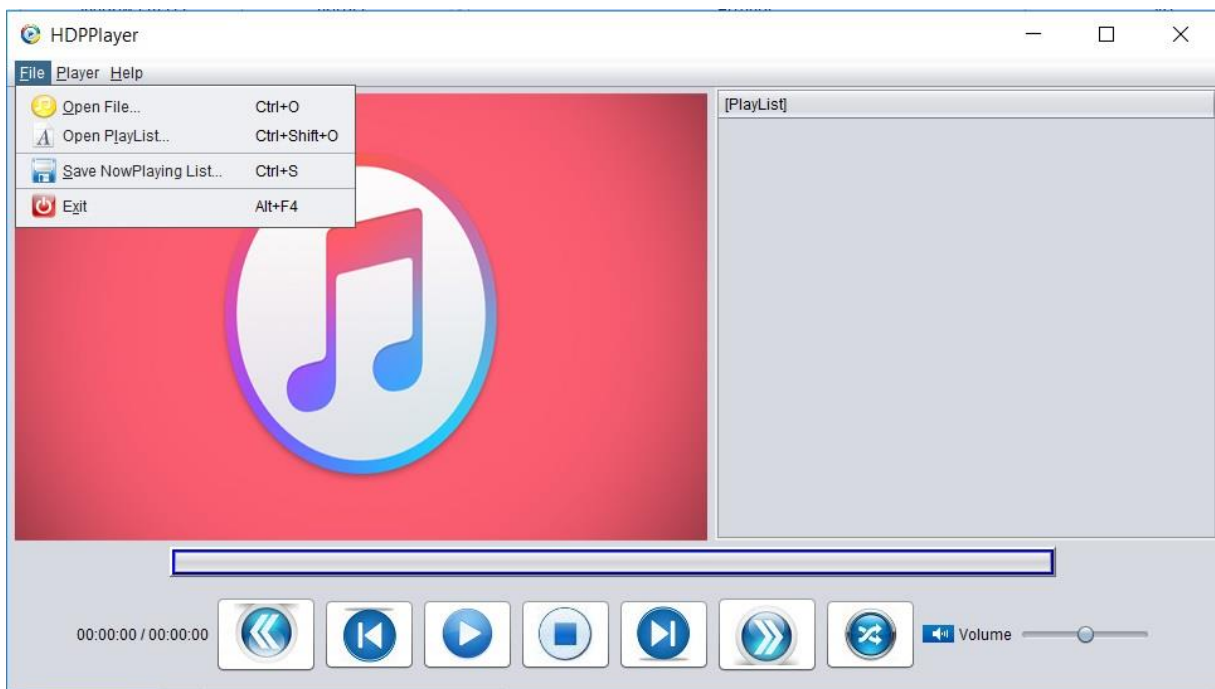 HDPPlayer
File Player Help
Open File... Ctrl+O
Open PlayList... Ctrl+Shift+O
Save NowPlaying List... Ctrl+S
Exit Alt+F4
[PlayList]
00:00:00 / 00:00:00
Volume